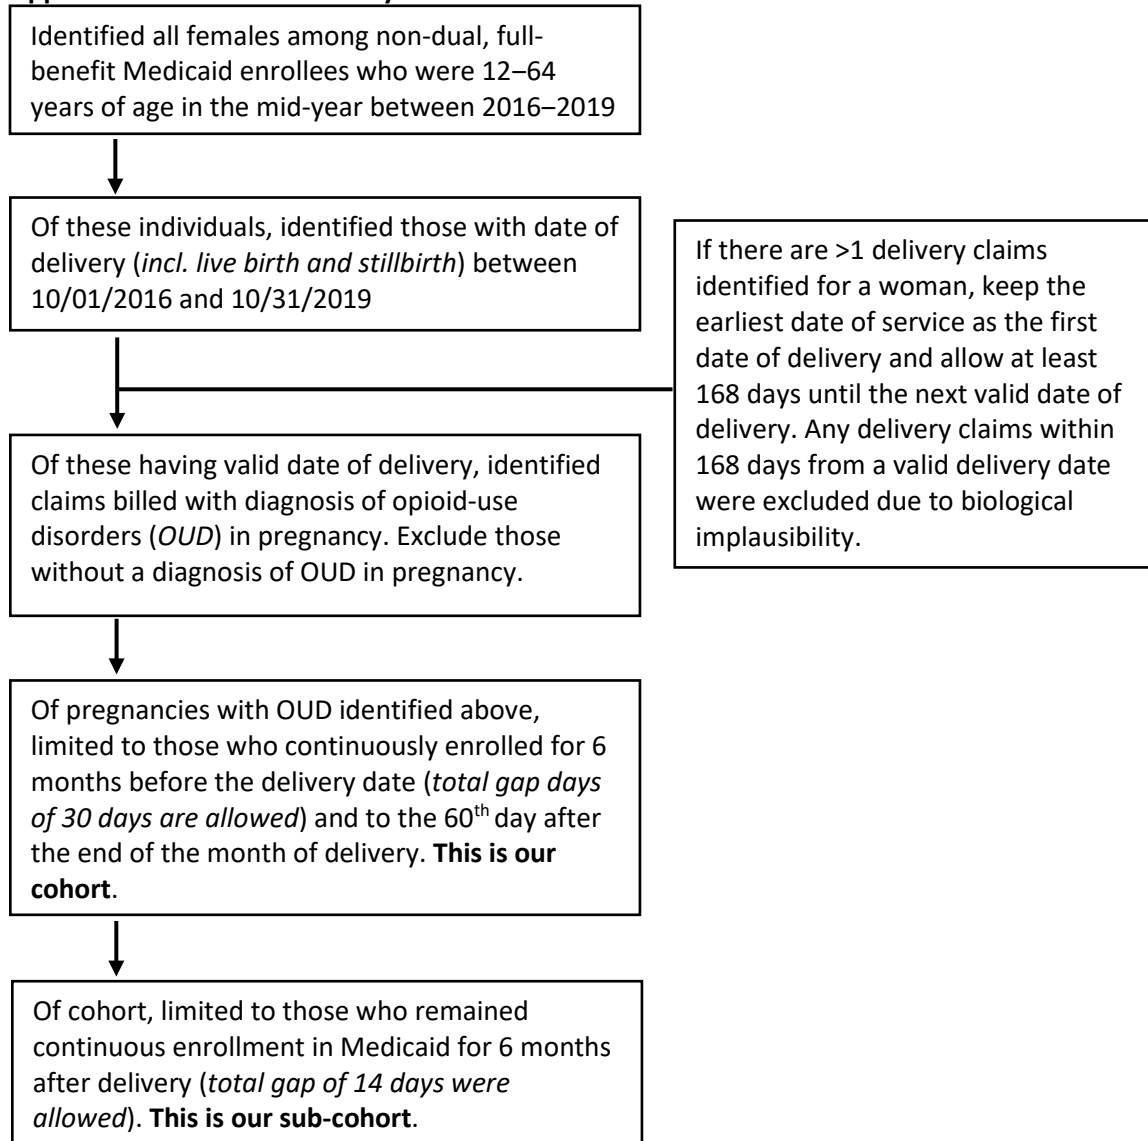 Identified all females among non-dual, full-
benefit Medicaid enrollees who were 12–64
years of age in the mid-year between 2016–2019
Of these individuals, identified those with date of
delivery (incl. live birth and stillbirth) between
10/01/2016 and 10/31/2019
If there are >1 delivery claims
identified for a woman, keep the
earliest date of service as the first
date of delivery and allow at least
168 days until the next valid date of
delivery. Any delivery claims within
168 days from a valid delivery date
were excluded due to biological
implausibility.
Of these having valid date of delivery, identified
claims billed with diagnosis of opioid-use
disorders (OUD) in pregnancy. Exclude those
without a diagnosis of OUD in pregnancy.
Of pregnancies with OUD identified above,
limited to those who continuously enrolled for 6
months before the delivery date (total gap days
of 30 days are allowed) and to the 60th day after
the end of the month of delivery. This is our
cohort.
Of cohort, limited to those who remained
continuous enrollment in Medicaid for 6 months
after delivery (total gap of 14 days were
allowed). This is our sub-cohort.